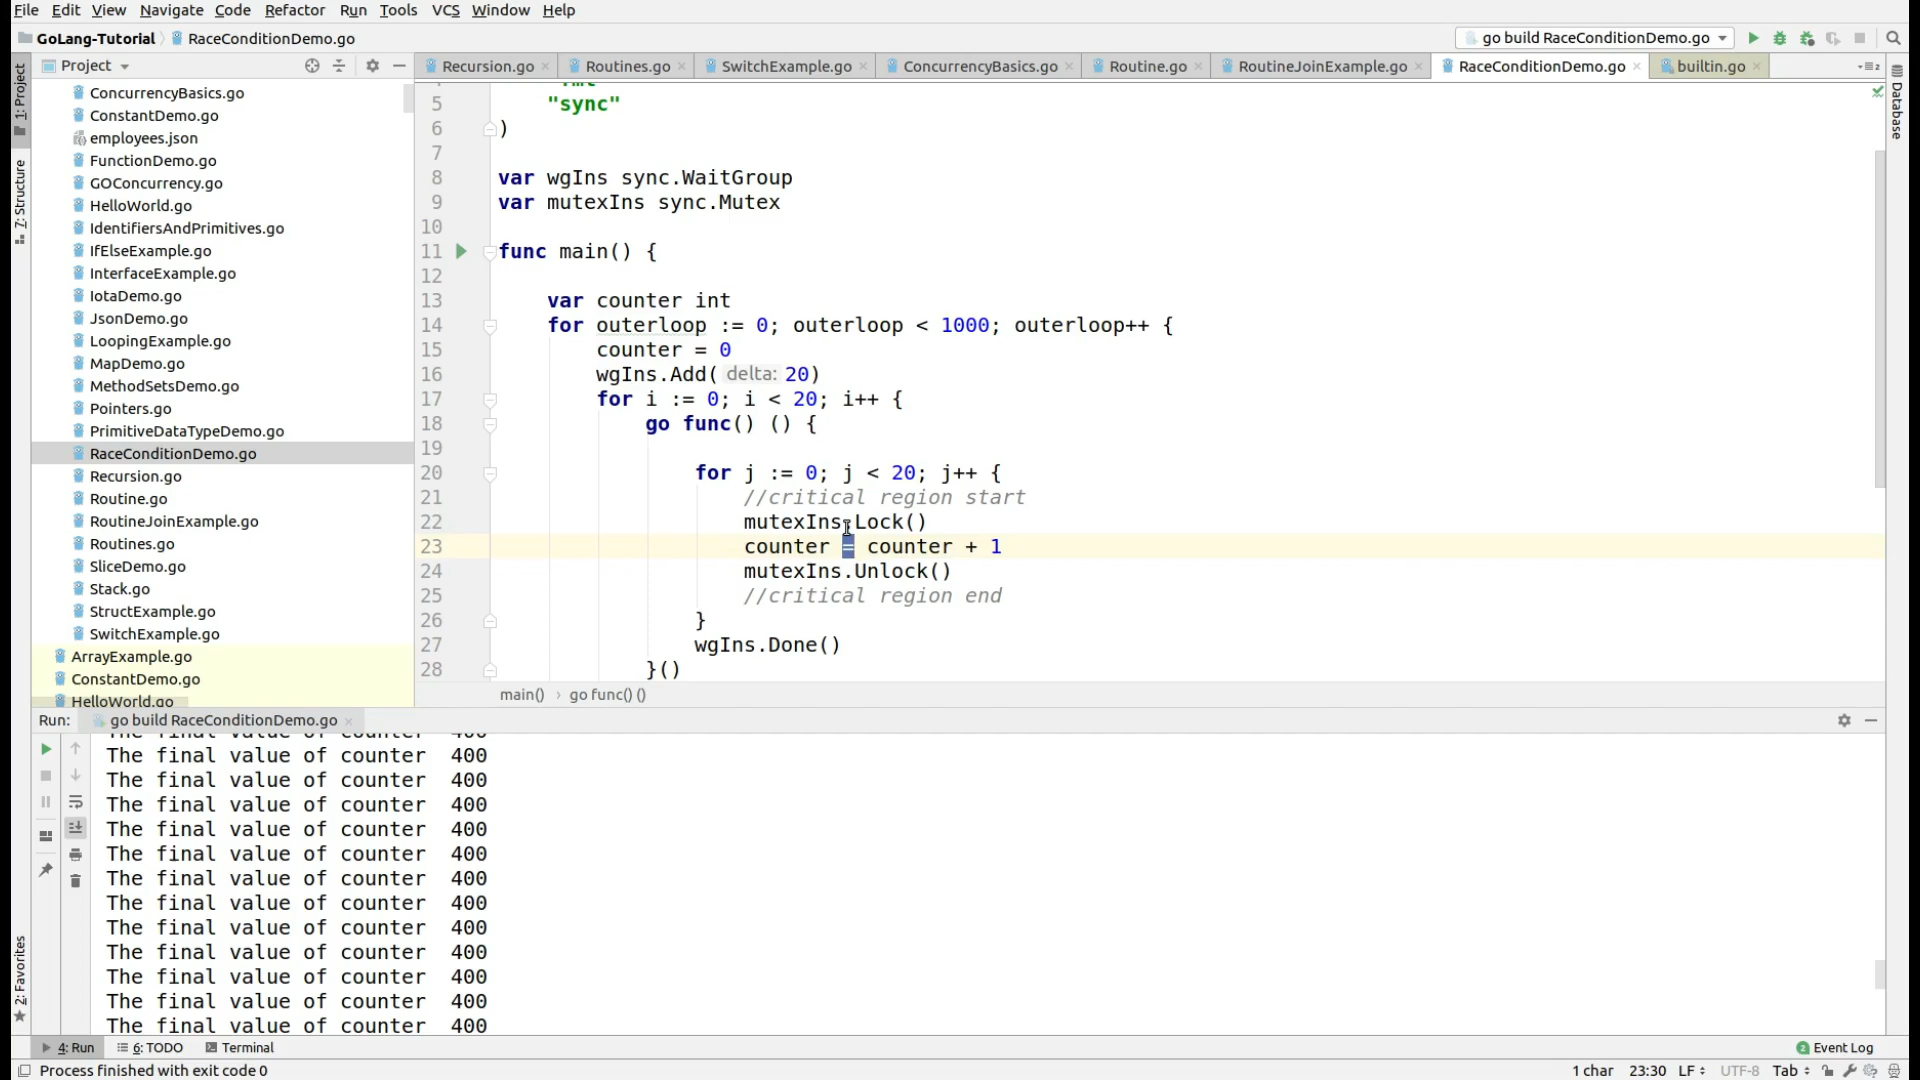 File Edit View Navigate Code Refactor Run Tools VCS Window Help
GoLang-Tutorial RaceConditionDemo.go
go build RaceConditionDemo.go
1: Project
7: Structure
2: Favorites
Database
Project
Recursion.go Routines.go SwitchExample.go ConcurrencyBasics.go Routine.go RoutineJoinExample.go RaceConditionDemo.go builtin.go
ConcurrencyBasics.go
ConstantDemo.go
employees.json
FunctionDemo.go
GOConcurrency.go
HelloWorld.go
IdentifiersAndPrimitives.go
IfElseExample.go
InterfaceExample.go
IotaDemo.go
JsonDemo.go
LoopingExample.go
MapDemo.go
MethodSetsDemo.go
Pointers.go
PrimitiveDataTypeDemo.go
RaceConditionDemo.go
Recursion.go
Routine.go
RoutineJoinExample.go
Routines.go
SliceDemo.go
Stack.go
StructExample.go
SwitchExample.go
ArrayExample.go
ConstantDemo.go
HelloWorld.go
5 "sync"
6 )
7
8 var wgIns sync.WaitGroup
9 var mutexIns sync.Mutex
10
11 func main() {
12
13 var counter int
14 for outerloop := 0; outerloop < 1000; outerloop++ {
15 counter = 0
16 wgIns.Add( delta: 20)
17 for i := 0; i < 20; i++ {
18 go func() () {
19
20 for j := 0; j < 20; j++ {
21 //critical region start
22 mutexIns.Lock()
23 counter = counter + 1
24 mutexIns.Unlock()
25 //critical region end
26 }
27 wgIns.Done()
28 }()
main() › go func() ()
Run: go build RaceConditionDemo.go
The final value of counter 400
The final value of counter 400
The final value of counter 400
The final value of counter 400
The final value of counter 400
The final value of counter 400
The final value of counter 400
The final value of counter 400
The final value of counter 400
The final value of counter 400
The final value of counter 400
The final value of counter 400
The final value of counter 400
4: Run 6: TODO Terminal 2 Event Log
Process finished with exit code 0 1 char 23:30 LF UTF-8 Tab